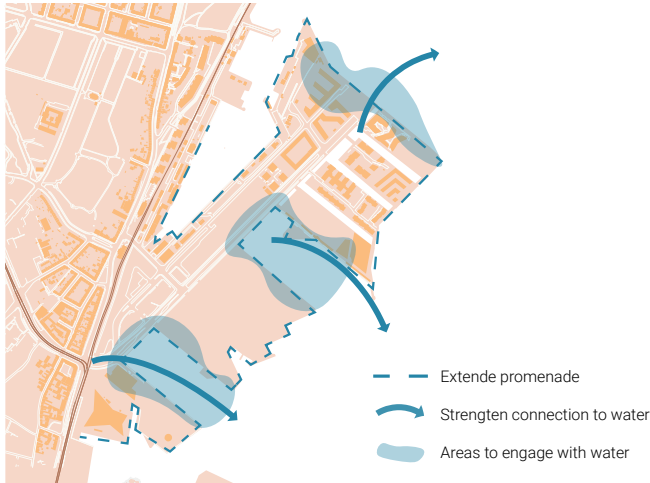 Extende promenade
Strengten connection to water
Areas to engage with water